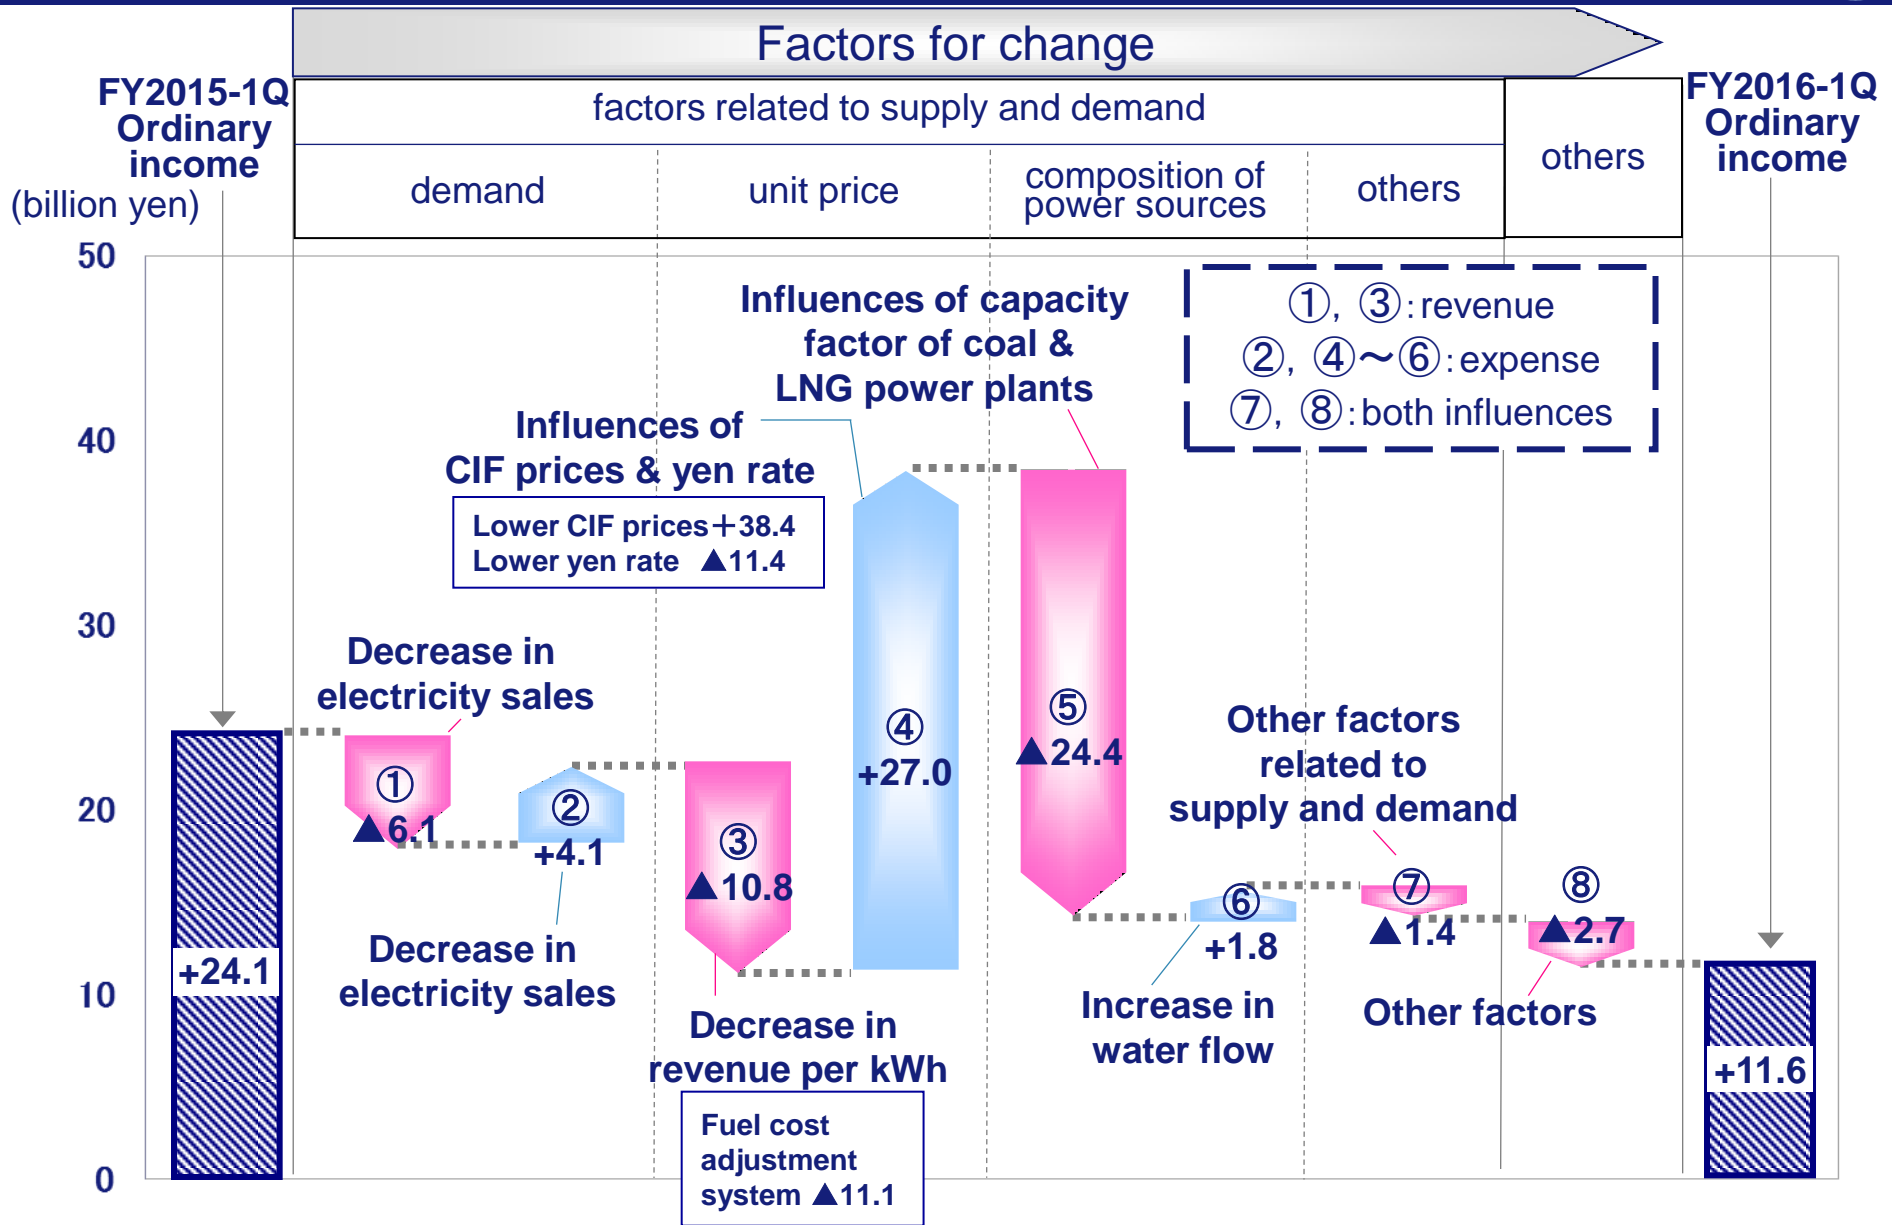 Factors for change
FY2015-1Q
Ordinary
income
(billion yen)
factors related to supply and demand
demand
unit price
composition of
power sources
others
others
FY2016-1Q
Ordinary
income
50
40
30
20
10
0
①, ③:revenue
②, ④～⑥:expense
⑦, ⑧:both influences
Influences of capacity
factor of coal &
LNG power plants
Influences of
CIF prices & yen rate
Lower CIF prices＋38.4
Lower yen rate ▲11.4
Decrease in
electricity sales
①
▲6.1
②
+4.1
Decrease in
electricity sales
③
▲10.8
Decrease in
revenue per kWh
Fuel cost
adjustment
system ▲11.1
④
+27.0
⑤
▲24.4
⑥
+1.8
Increase in
water flow
Other factors
related to
supply and demand
⑦
▲1.4
⑧
▲2.7
Other factors
+24.1
+11.6